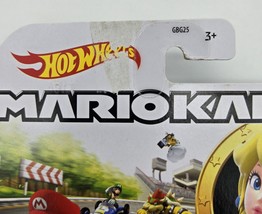 GBG25
3+
HOT WHEELS
MARIOKA